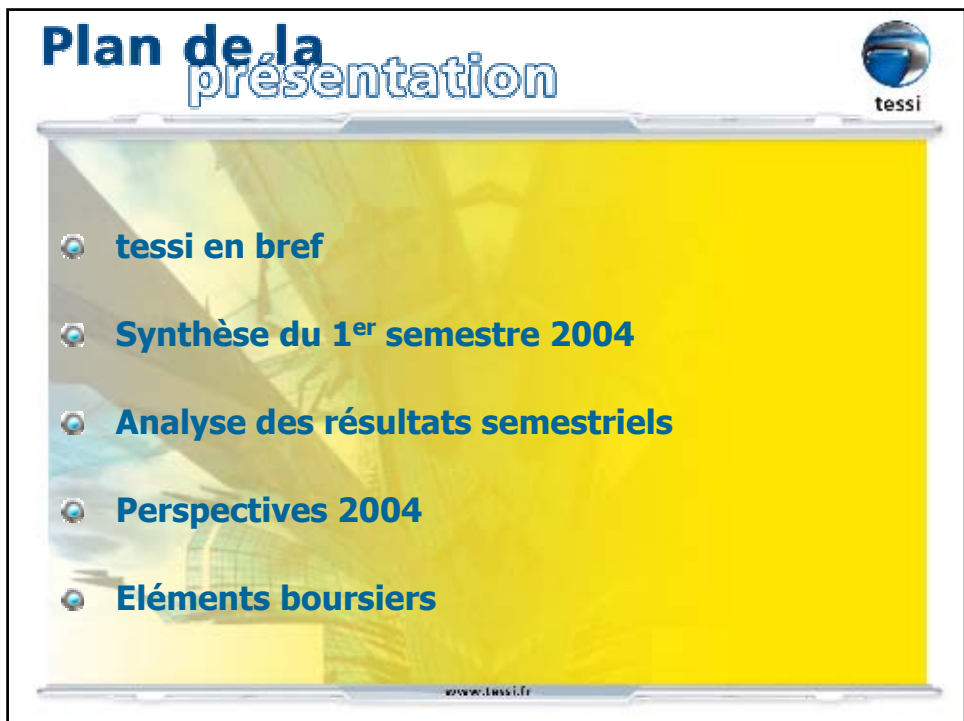 Plan de la
présentation
tessi
tessi en bref
Synthèse du 1er semestre 2004
Analyse des résultats semestriels
Perspectives 2004
Eléments boursiers
www.tessi.fr